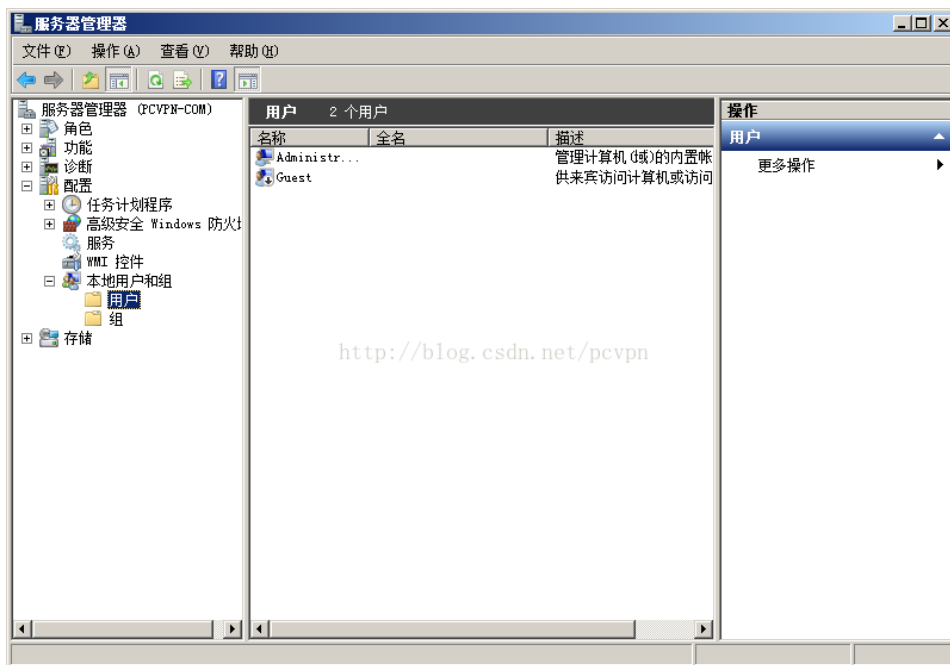 服务器管理器
文件(F) 操作(A) 查看(V) 帮助(H)
服务器管理器 (PCVPN-COM)
角色
功能
诊断
配置
任务计划程序
高级安全 Windows 防火
服务
WMI 控件
本地用户和组
用户
组
存储
用户 2 个用户
名称 全名 描述
Administr... 管理计算机(域)的内置帐
Guest 供来宾访问计算机或访问
操作
用户
更多操作
http://blog.csdn.net/pcvpn